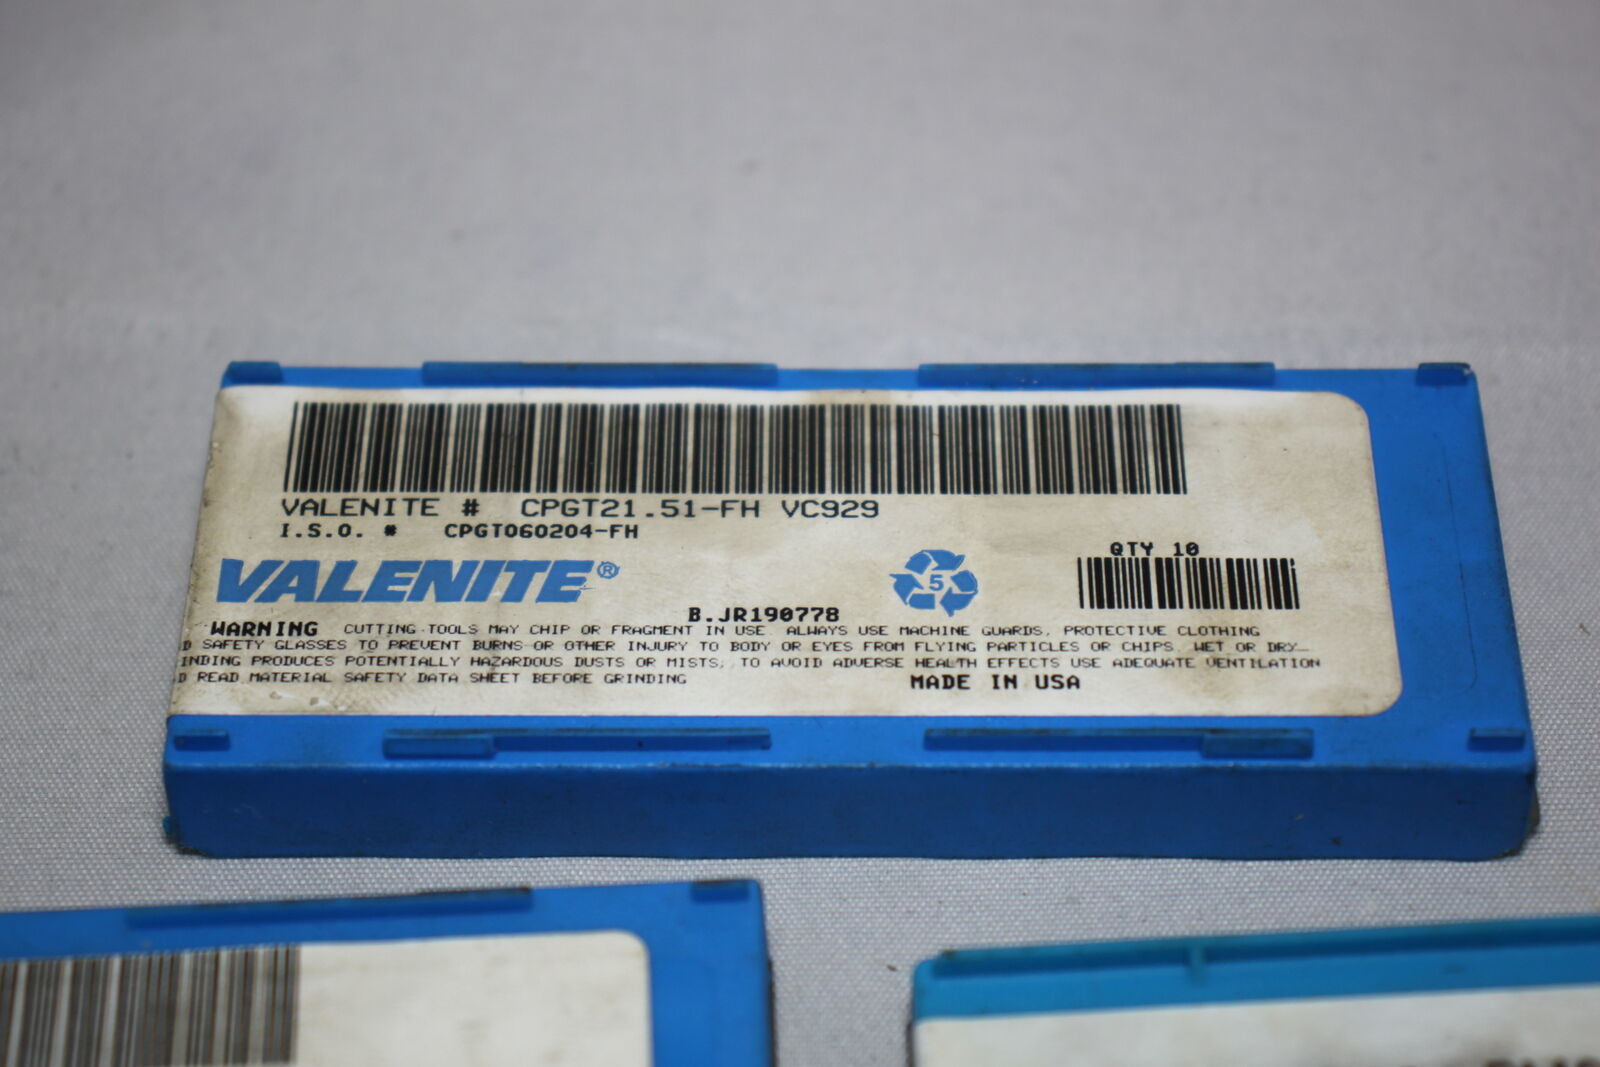 VALENITE # CPGT21.51-FH VC929
I.S.O. # CPGT060204-FH
QTY 10
VALENITE®
5
B.JR190778
WARNING CUTTING TOOLS MAY CHIP OR FRAGMENT IN USE. ALWAYS USE MACHINE GUARDS, PROTECTIVE CLOTHING
D SAFETY GLASSES TO PREVENT BURNS OR OTHER INJURY TO BODY OR EYES FROM FLYING PARTICLES OR CHIPS. WET OR DRY
INDING PRODUCES POTENTIALLY HAZARDOUS DUSTS OR MISTS; TO AVOID ADVERSE HEALTH EFFECTS USE ADEQUATE VENTILATION
D READ MATERIAL SAFETY DATA SHEET BEFORE GRINDING
MADE IN USA